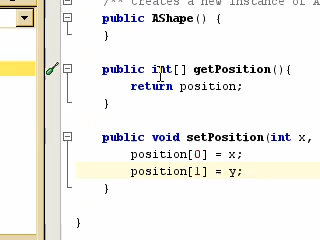 /** Creates a new instance of A
public AShape() {
}
public int[] getPosition(){
return position;
}
public void setPosition(int x,
position[0] = x;
position[1] = y;
}
}